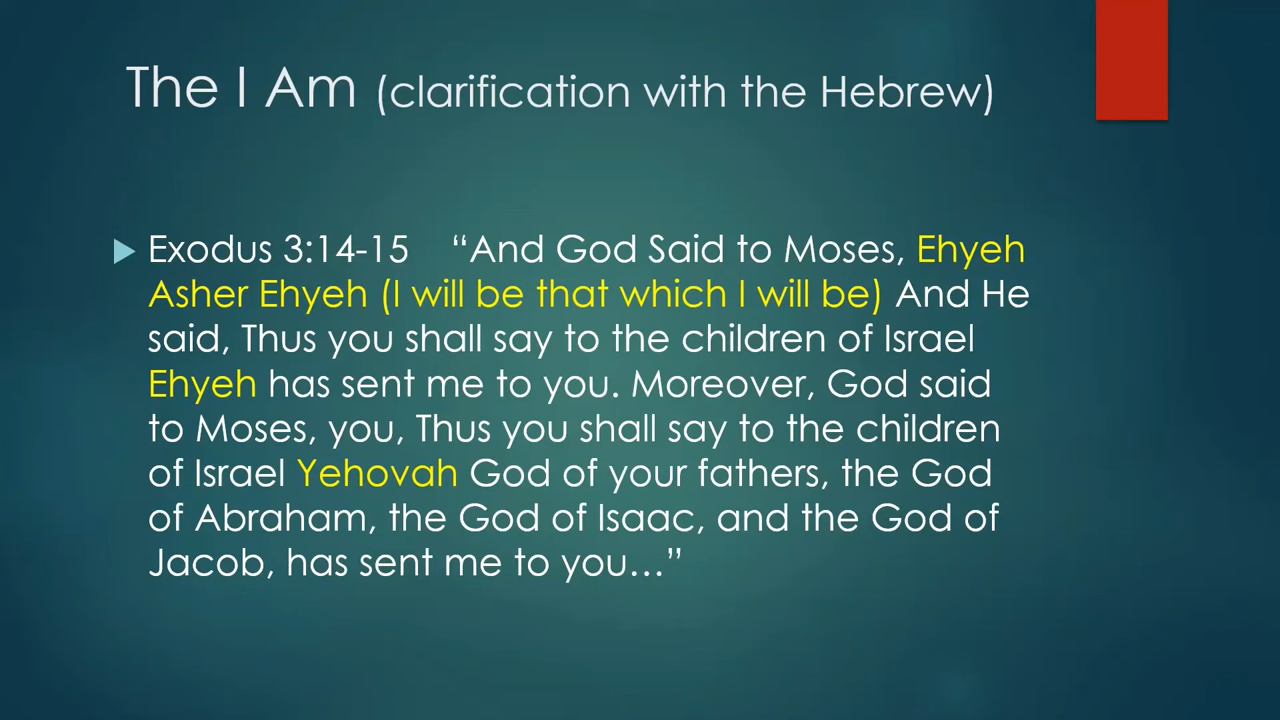 The I Am (clarification with the Hebrew)
Exodus 3:14-15 “And God Said to Moses, Ehyeh
Asher Ehyeh (I will be that which I will be) And He
said, Thus you shall say to the children of Israel
Ehyeh has sent me to you. Moreover, God said
to Moses, you, Thus you shall say to the children
of Israel Yehovah God of your fathers, the God
of Abraham, the God of Isaac, and the God of
Jacob, has sent me to you…”